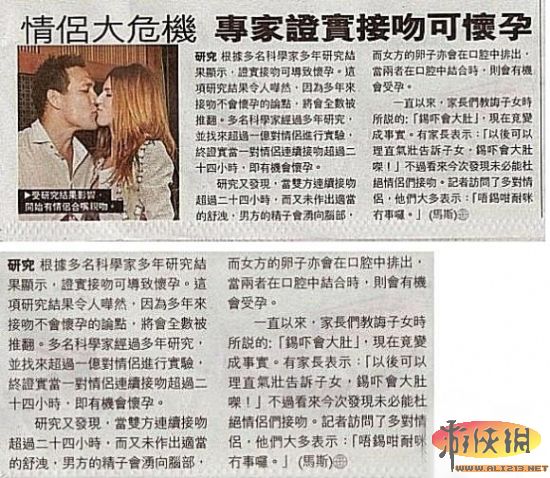 情侶大危機 專家證實接吻可懷孕
研究 根據多名科學家多年研究結
果顯示，證實接吻可導致懷孕。這
項研究結果令人嘩然，因為多年來
接吻不會懷孕的論點，將會全數被
推翻。多名科學家經過多年研究，
並找來超過一億對情侶進行實驗，
終證實當一對情侶連續接吻超過二
十四小時，即有機會懷孕。
研究又發現，當雙方連續接吻
超過二十四小時，而又未作出適當
的舒洩，男方的精子會湧向腦部，
▶受研究結果影響，
開始有情侶合嘴親吻。
而女方的卵子亦會在口腔中排出，
當兩者在口腔中結合時，則會有機
會受孕。
一直以來，家長們教誨子女時
所説的:「錫吓會大肚」，現在竟變
成事實。有家長表示:「以後可以
理直氣壯告訴子女，錫吓會大肚
㗎！」不過看來今次發現未必能杜
絕情侶們接吻。記者訪問了多對情
侶，他們大多表示:「唔錫咁耐咪
冇事囉。」(馬斯)
研究 根據多名科學家多年研究結
果顯示，證實接吻可導致懷孕。這
項研究結果令人嘩然，因為多年來
接吻不會懷孕的論點，將會全數被
推翻。多名科學家經過多年研究，
並找來超過一億對情侶進行實驗，
終證實當一對情侶連續接吻超過二
十四小時，即有機會懷孕。
研究又發現，當雙方連續接吻
超過二十四小時，而又未作出適當
的舒洩，男方的精子會湧向腦部，
而女方的卵子亦會在口腔中排出，
當兩者在口腔中結合時，則會有機
會受孕。
一直以來，家長們教誨子女時
所説的:「錫吓會大肚」，現在竟變
成事實。有家長表示:「以後可以
理直氣壯告訴子女，錫吓會大肚
㗎！」不過看來今次發現未必能杜
絕情侶們接吻。記者訪問了多對情
侶，他們大多表示:「唔錫咁耐咪
冇事囉。」(馬斯)
游俠網
WWW.ALI213.NET